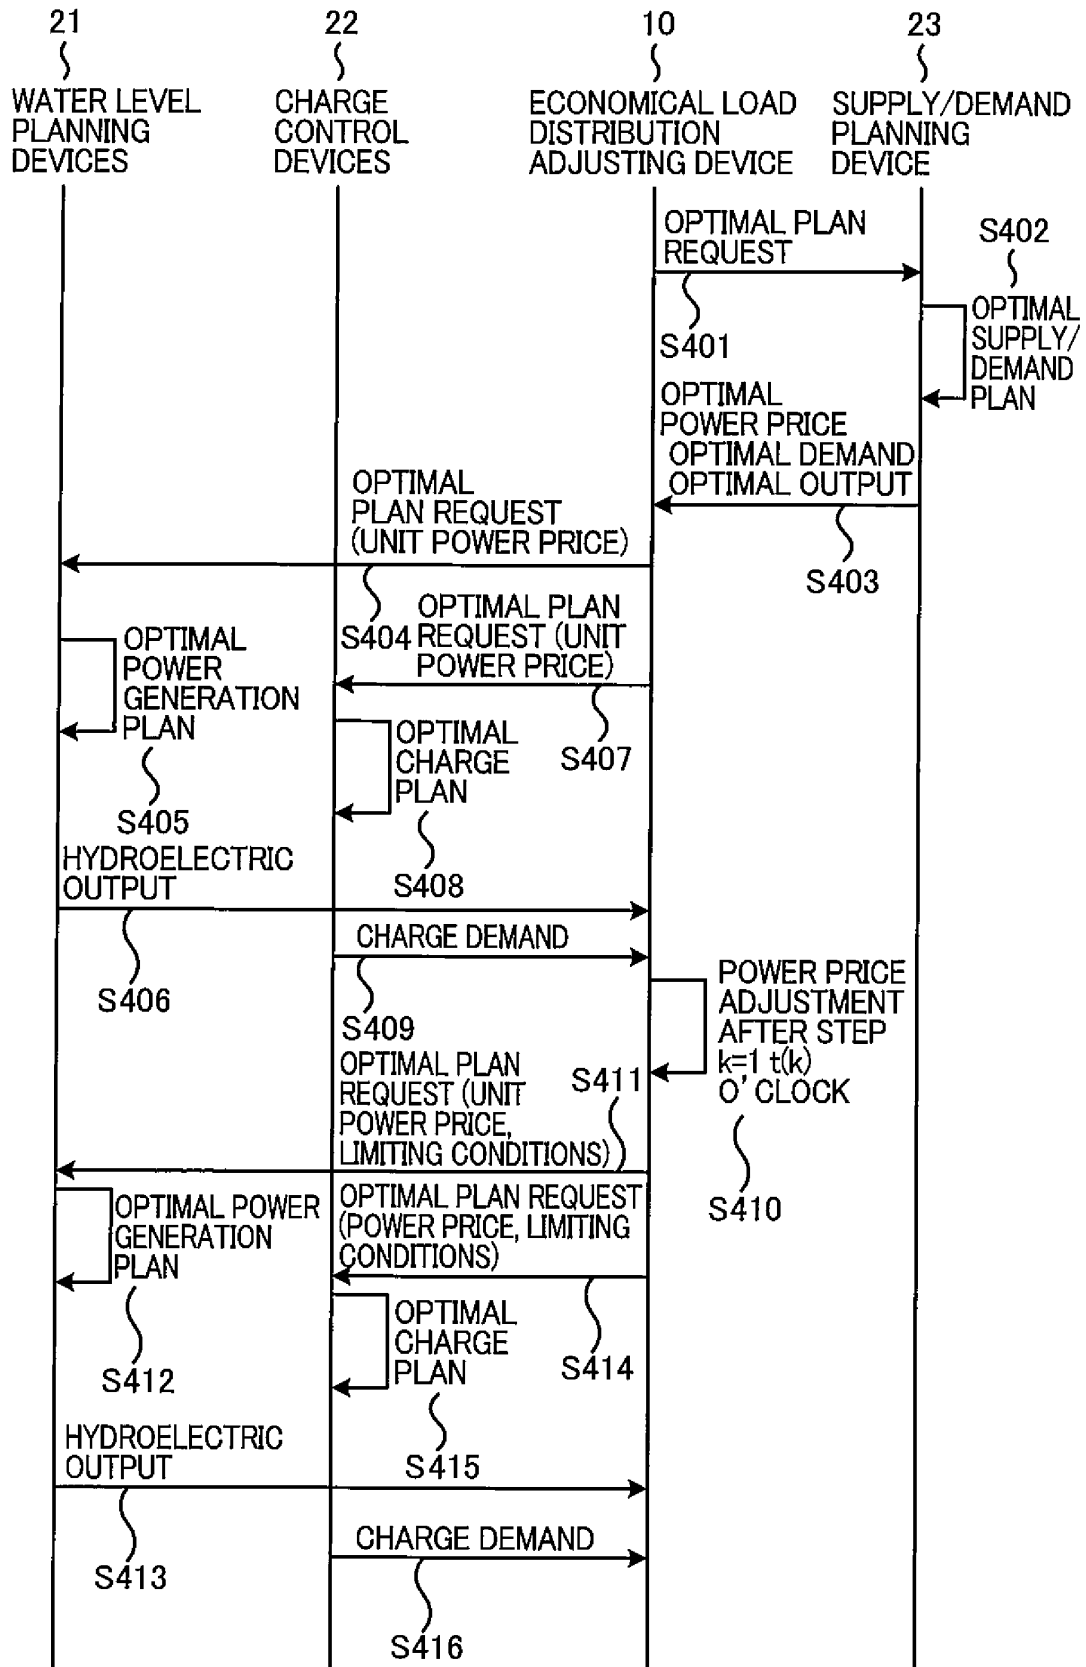 21
22
10
23
WATER LEVEL
PLANNING
DEVICES
CHARGE
CONTROL
DEVICES
ECONOMICAL LOAD
DISTRIBUTION
ADJUSTING DEVICE
SUPPLY/DEMAND
PLANNING
DEVICE
OPTIMAL PLAN
REQUEST
S401
S402
OPTIMAL
SUPPLY/
DEMAND
PLAN
OPTIMAL
POWER PRICE
OPTIMAL DEMAND
OPTIMAL OUTPUT
S403
OPTIMAL
PLAN REQUEST
(UNIT POWER PRICE)
S404
OPTIMAL PLAN
REQUEST (UNIT
POWER PRICE)
S407
OPTIMAL
POWER
GENERATION
PLAN
S405
OPTIMAL
CHARGE
PLAN
S408
HYDROELECTRIC
OUTPUT
S406
CHARGE DEMAND
S409
POWER PRICE
ADJUSTMENT
AFTER STEP
k=1 t(k)
O' CLOCK
S410
OPTIMAL PLAN
REQUEST (UNIT
POWER PRICE,
LIMITING CONDITIONS)
S411
OPTIMAL POWER
GENERATION
PLAN
S412
OPTIMAL PLAN REQUEST
(POWER PRICE, LIMITING
CONDITIONS)
S414
OPTIMAL
CHARGE
PLAN
S415
HYDROELECTRIC
OUTPUT
S413
CHARGE DEMAND
S416